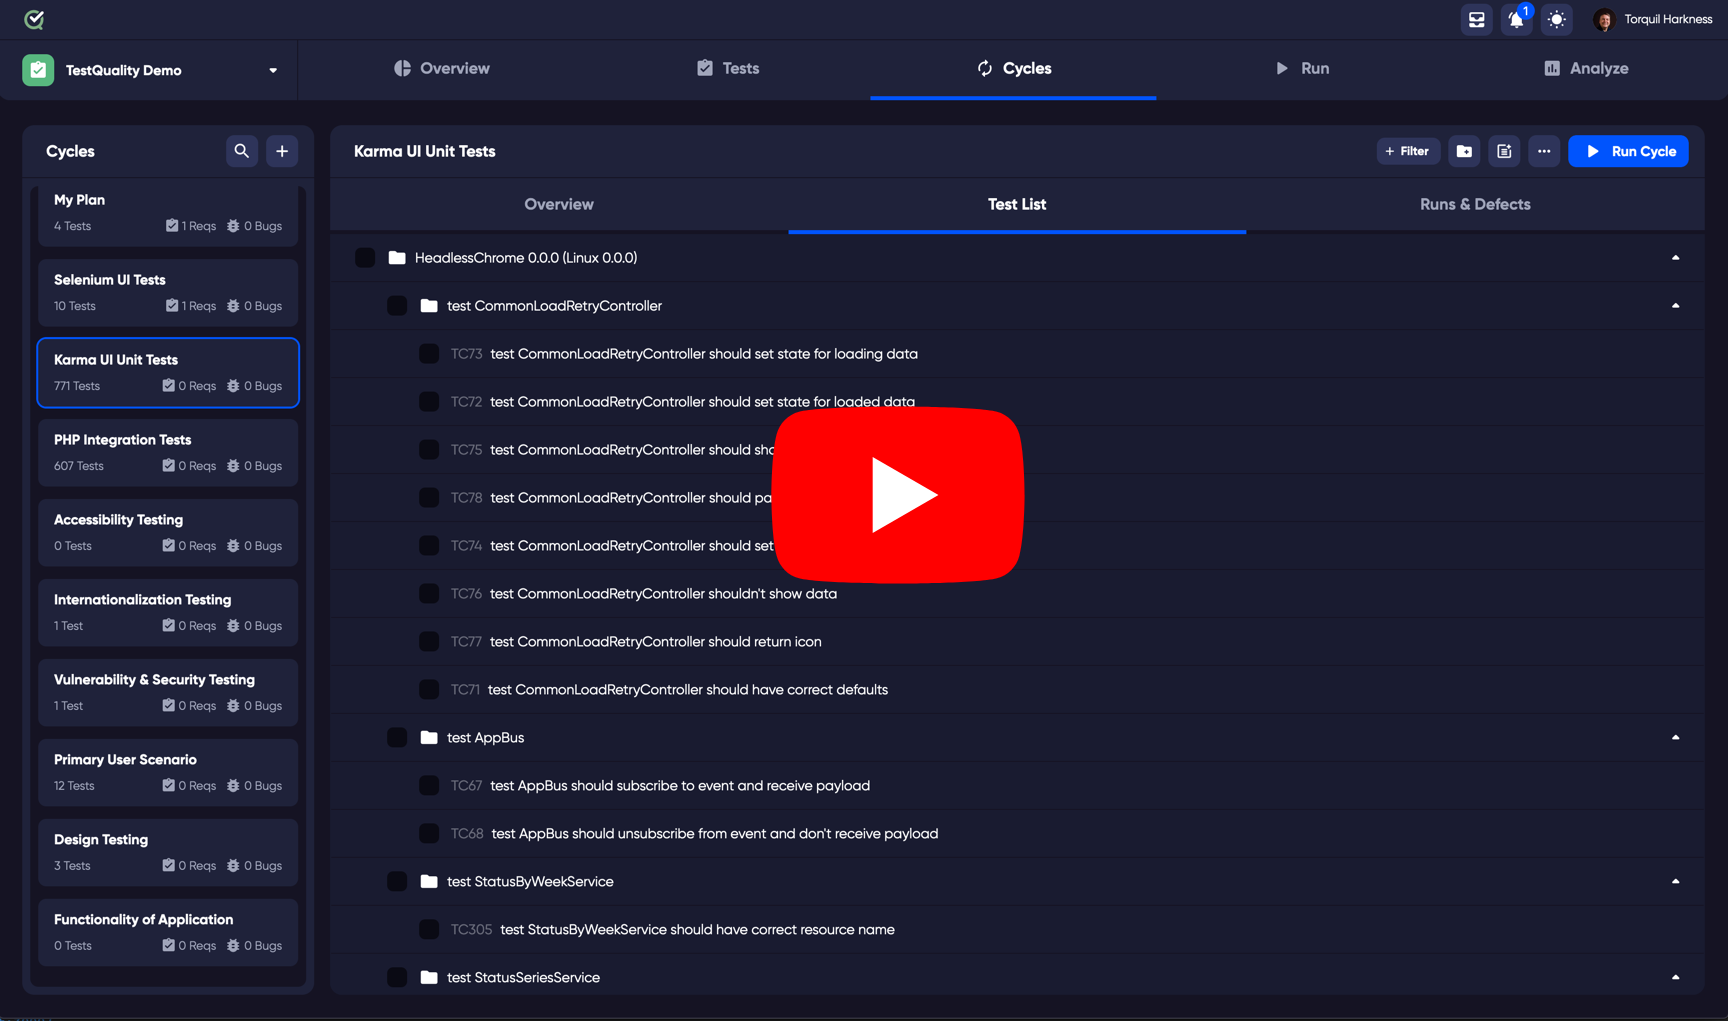 1
Torquil Harkness
TestQuality Demo
Overview
Tests
Cycles
Run
Analyze
Cycles
My Plan
4 Tests 1 Reqs 0 Bugs
Selenium UI Tests
10 Tests 1 Reqs 0 Bugs
Karma UI Unit Tests
771 Tests 0 Reqs 0 Bugs
PHP Integration Tests
607 Tests 0 Reqs 0 Bugs
Accessibility Testing
0 Tests 0 Reqs 0 Bugs
Internationalization Testing
1 Test 0 Reqs 0 Bugs
Vulnerability & Security Testing
1 Test 0 Reqs 0 Bugs
Primary User Scenario
12 Tests 0 Reqs 0 Bugs
Design Testing
3 Tests 0 Reqs 0 Bugs
Functionality of Application
0 Tests 0 Reqs 0 Bugs
Karma UI Unit Tests
+ Filter
Run Cycle
Overview
Test List
Runs & Defects
HeadlessChrome 0.0.0 (Linux 0.0.0)
test CommonLoadRetryController
TC73 test CommonLoadRetryController should set state for loading data
TC72 test CommonLoadRetryController should set state for loaded data
TC75 test CommonLoadRetryController should
TC78 test CommonLoadRetryController should
TC74 test CommonLoadRetryController should set
TC76 test CommonLoadRetryController shouldn't show data
TC77 test CommonLoadRetryController should return icon
TC71 test CommonLoadRetryController should have correct defaults
test AppBus
TC67 test AppBus should subscribe to event and receive payload
TC68 test AppBus should unsubscribe from event and don't receive payload
test StatusByWeekService
TC305 test StatusByWeekService should have correct resource name
test StatusSeriesService